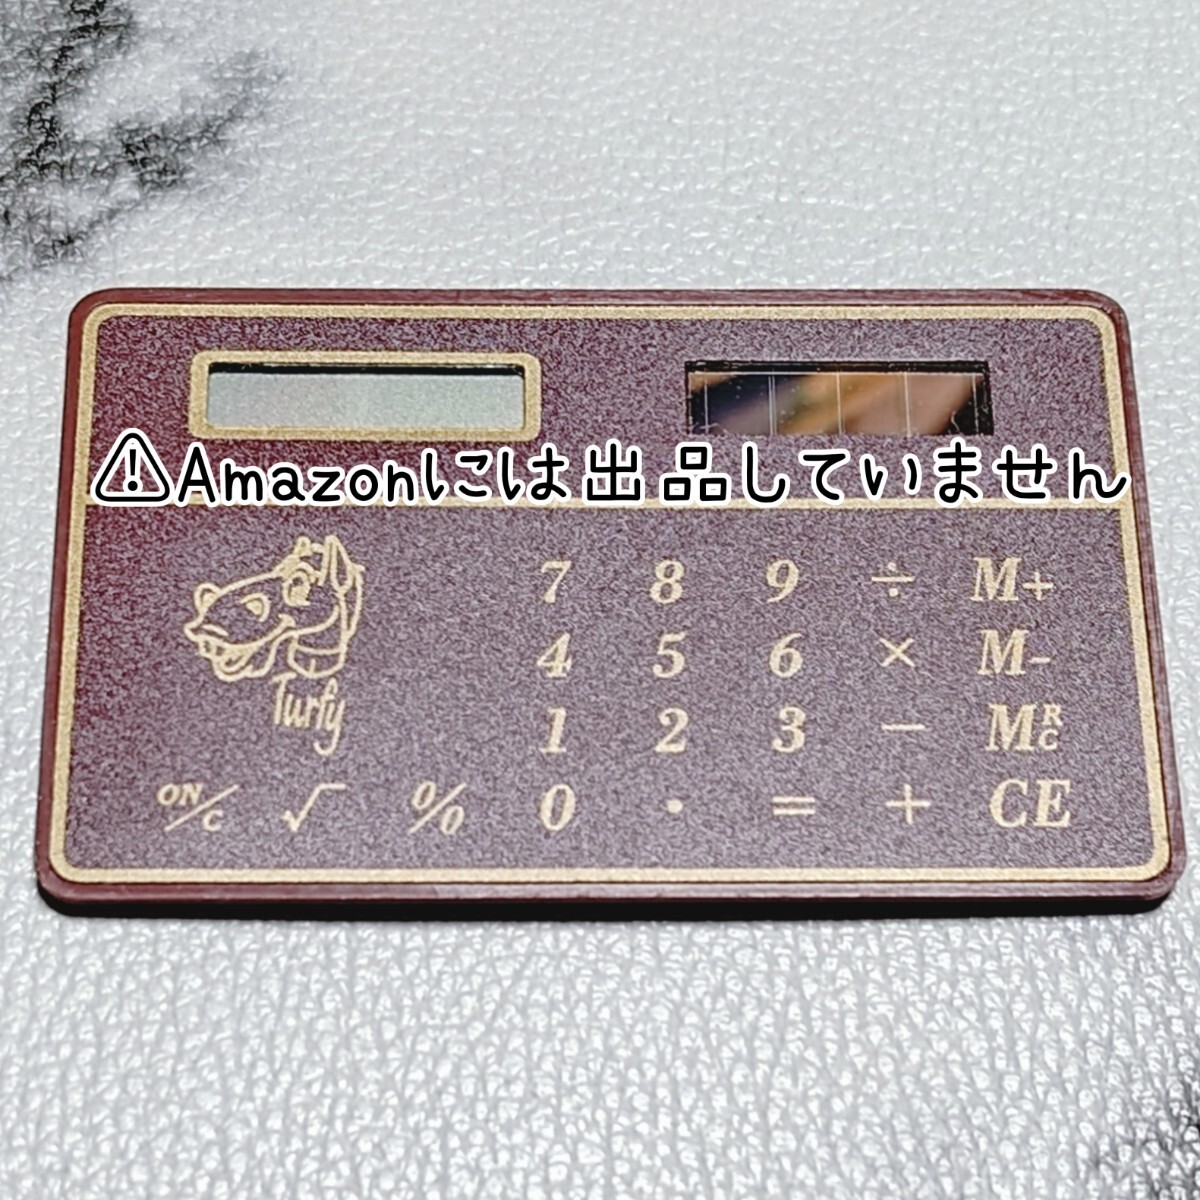 ⚠Amazonには出品していません
7 8 9 ÷ M+
4 5 6 × M-
Turfy
1 2 3 - MRC
ON/C √ % 0 . = + CE